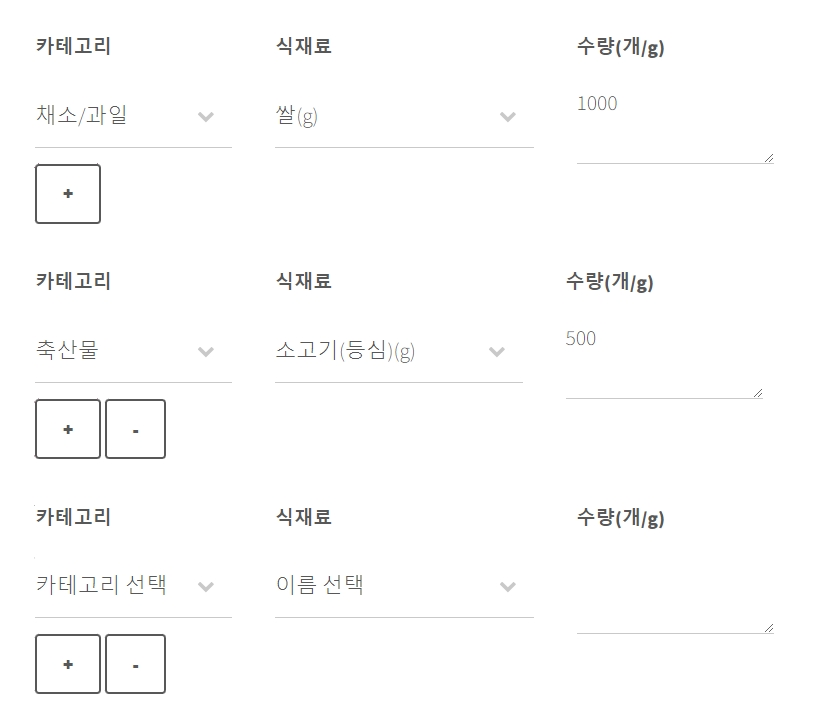 카테고리 식재료 수량(개/g)
채소/과일 쌀(g) 1000
+
카테고리 식재료 수량(개/g)
축산물 소고기(등심)(g) 500
+ -
카테고리 식재료 수량(개/g)
카테고리 선택 이름 선택
+ -